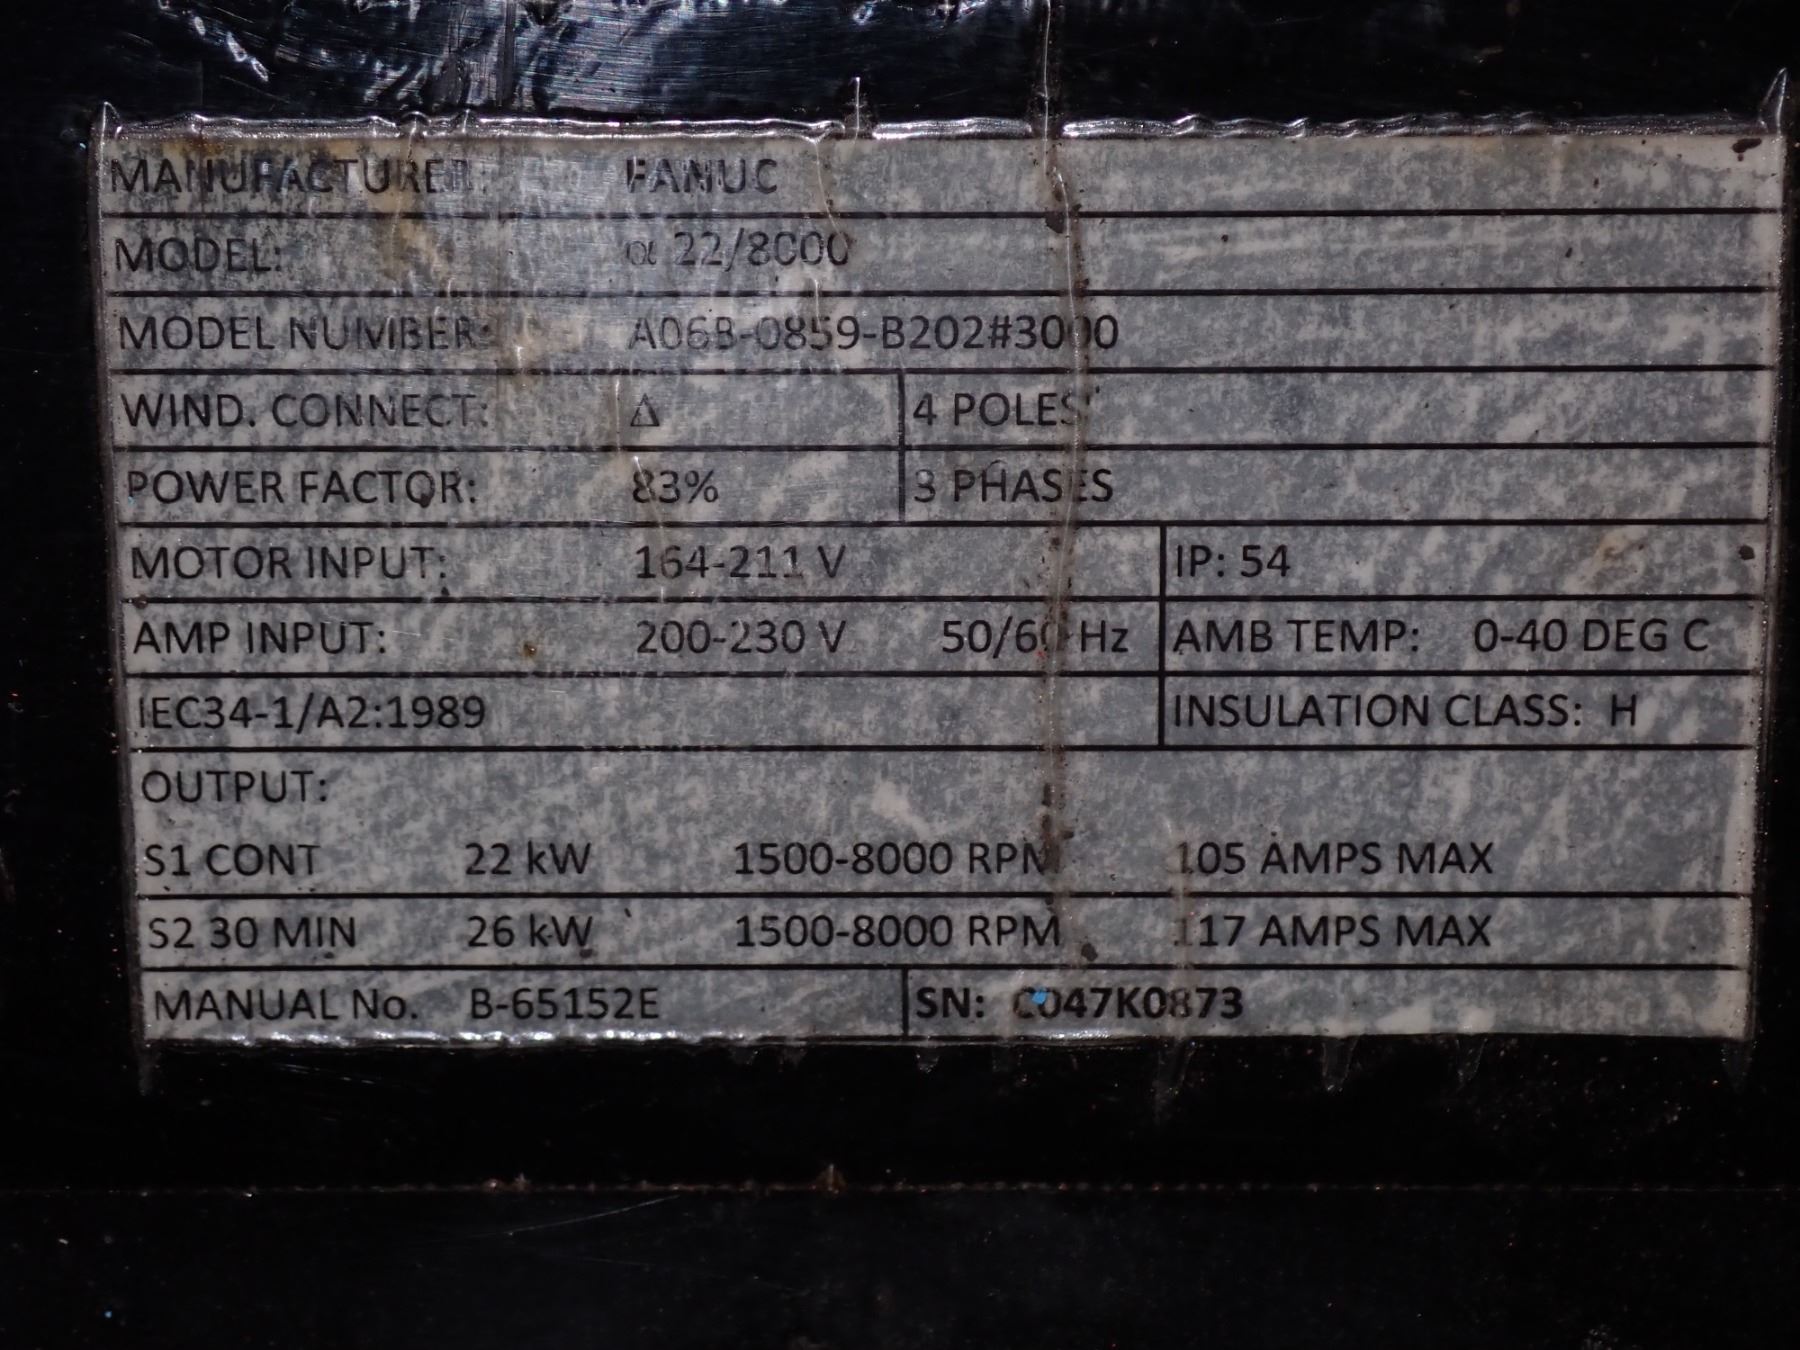 MANUFACTURER: FANUC
MODEL: α 22/8000
MODEL NUMBER: A06B-0859-B202#3000
WIND. CONNECT: Δ 4 POLES
POWER FACTOR: 83% 3 PHASES
MOTOR INPUT: 164-211 V IP: 54
AMP INPUT: 200-230 V 50/60 Hz AMB TEMP: 0-40 DEG C
IEC34-1/A2:1989 INSULATION CLASS: H
OUTPUT:
S1 CONT 22 kW 1500-8000 RPM 105 AMPS MAX
S2 30 MIN 26 kW 1500-8000 RPM 117 AMPS MAX
MANUAL No. B-65152E SN: C047K0873